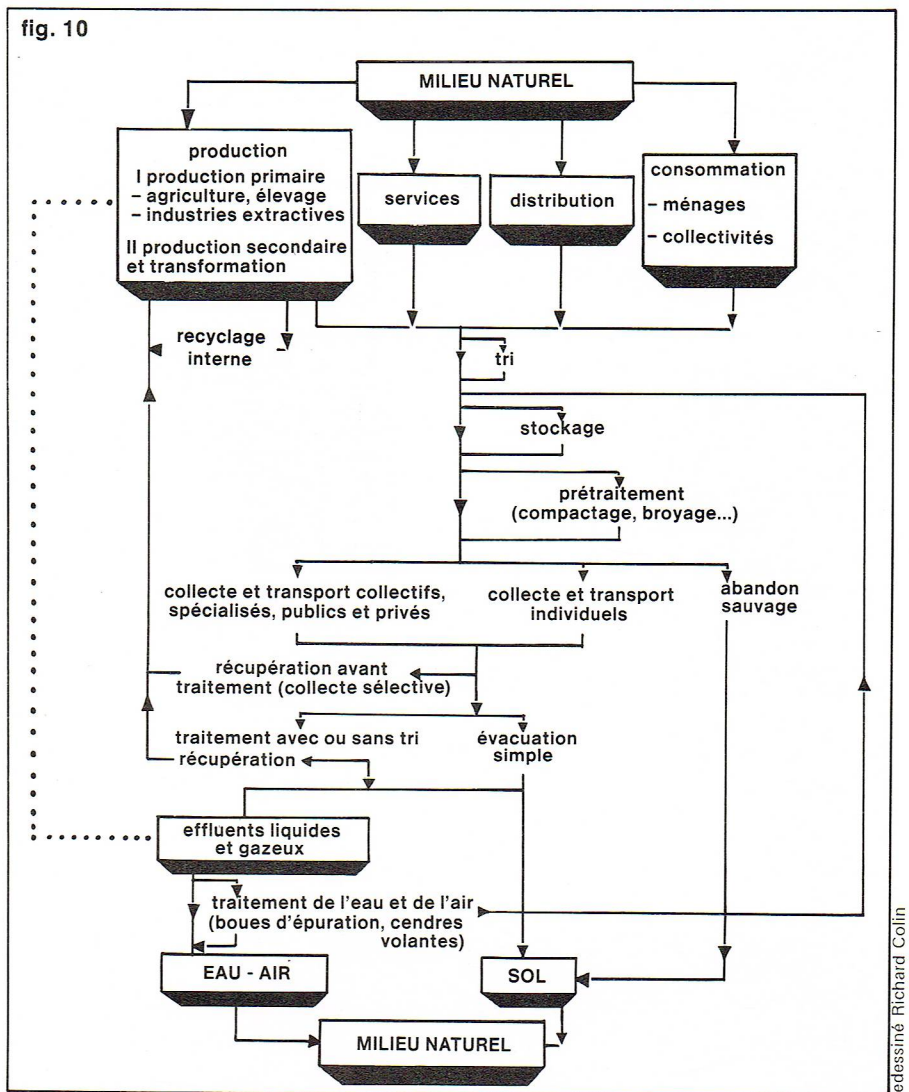 fig. 10
MILIEU NATUREL
production
I production primaire
– agriculture, élevage
– industries extractives
II production secondaire
et transformation
services
distribution
consommation
– ménages
– collectivités
recyclage
interne
tri
stockage
prétraitement
(compactage, broyage...)
collecte et transport collectifs,
spécialisés, publics et privés
collecte et transport
individuels
abandon
sauvage
récupération avant
traitement (collecte sélective)
traitement avec ou sans tri
récupération
évacuation
simple
effluents liquides
et gazeux
traitement de l'eau et de l'air
(boues d'épuration, cendres
volantes)
EAU - AIR
SOL
MILIEU NATUREL
edessiné Richard Colin